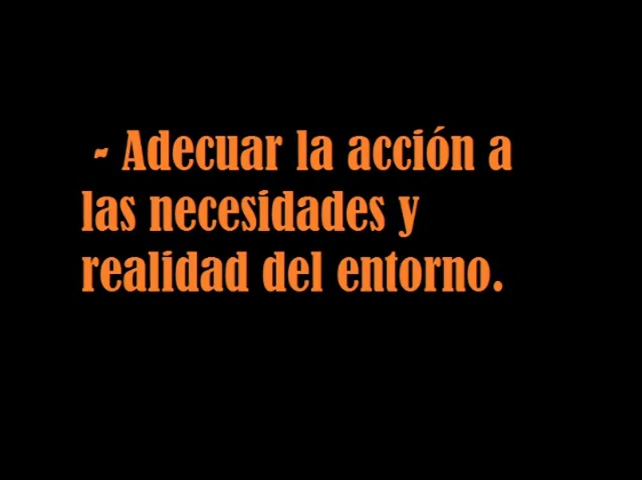 - Adecuar la acción a
las necesidades y
realidad del entorno.